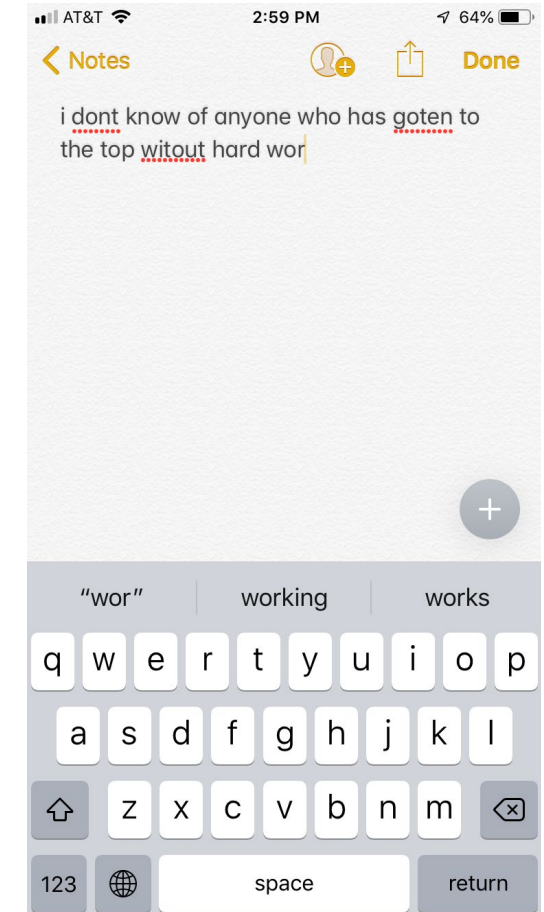 AT&T 2:59 PM 64%
Notes Done
i dont know of anyone who has goten to
the top witout hard wor
"wor" working works
q w e r t y u i o p
a s d f g h j k l
z x c v b n m
123 space return